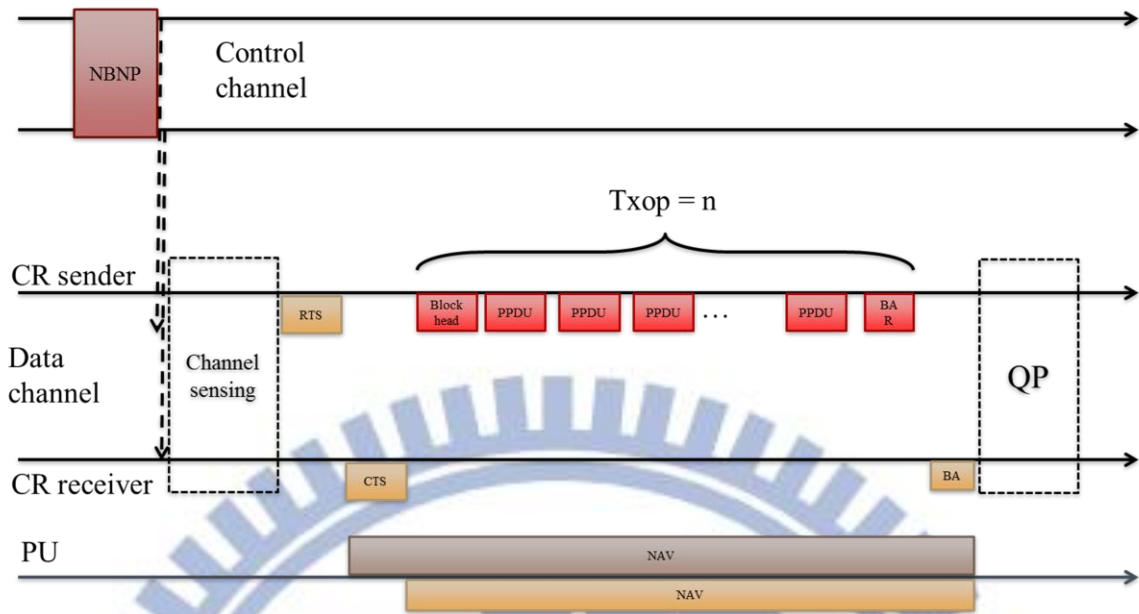 NBNP
Control
channel
Txop = n
CR sender
RTS
Block
head
PPDU
PPDU
PPDU
...
PPDU
BA
R
Data
channel
Channel
sensing
QP
CR receiver
CTS
BA
PU
NAV
NAV